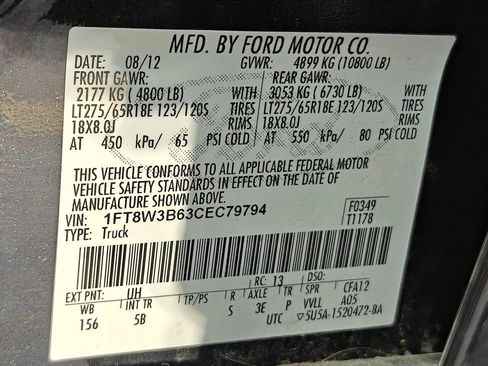 MFD. BY FORD MOTOR CO.
DATE: 08/12 GVWR: 4899 KG (10800 LB)
FRONT GAWR: REAR GAWR:
2177 KG ( 4800 LB) WITH 3053 KG ( 6730 LB)
LT275/65R18E 123/120S TIRES LT275/65R18E 123/120S
18X8.0J RIMS 18X8.0J
AT 450 kPa/ 65 PSI COLD AT 550 kPa/ 80 PSI COLD
THIS VEHICLE CONFORMS TO ALL APPLICABLE FEDERAL MOTOR
VEHICLE SAFETY STANDARDS IN EFFECT ON THE DATE OF
MANUFACTURE SHOWN ABOVE.
VIN: 1FT8W3B63CEC79794 F0349
TYPE: Truck T1178
EXT PNT: UH RC: 13 DSO:
WB INT TR TP/PS R AXLE TR SPR CFA12
156 5B S 3E P VVLL A05
UTC ▽5U5A-1520472-BA